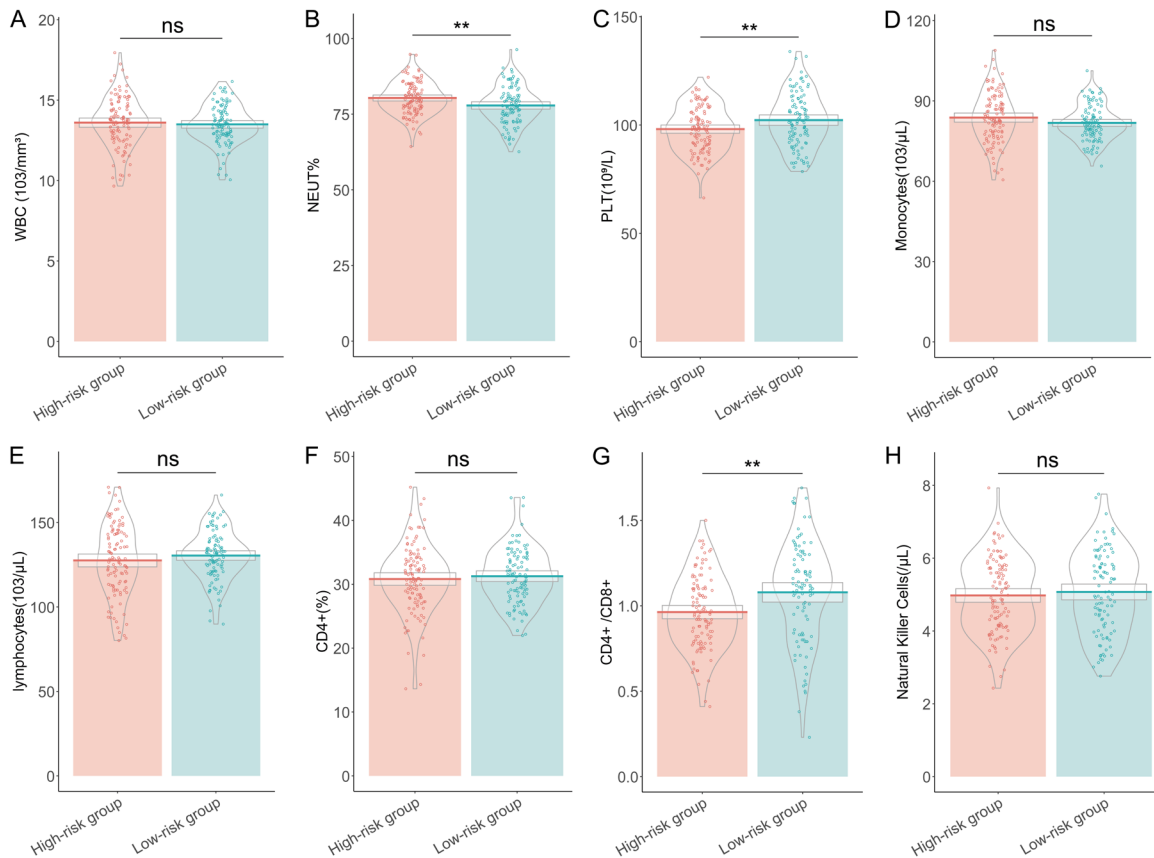 A
ns
WBC (103/mm³)
20
15
10
5
0
High-risk group
Low-risk group
B
**
NEUT%
100
75
50
25
0
High-risk group
Low-risk group
C
**
PLT(10⁹/L)
150
100
50
0
High-risk group
Low-risk group
D
ns
Monocytes(103/µL)
120
90
60
30
0
High-risk group
Low-risk group
E
ns
lymphocytes(103/µL)
150
100
50
0
High-risk group
Low-risk group
F
ns
CD4+(%)
50
40
30
20
10
0
High-risk group
Low-risk group
G
**
CD4+ /CD8+
1.5
1.0
0.5
0.0
High-risk group
Low-risk group
H
ns
Natural Killer Cells(/µL)
8
6
4
2
0
High-risk group
Low-risk group